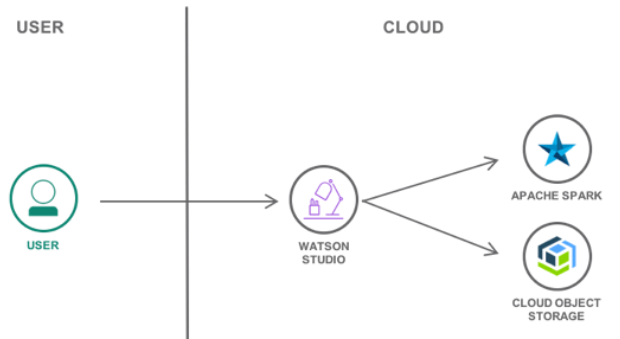 USER
CLOUD
APACHE SPARK
USER
WATSON
STUDIO
CLOUD OBJECT
STORAGE